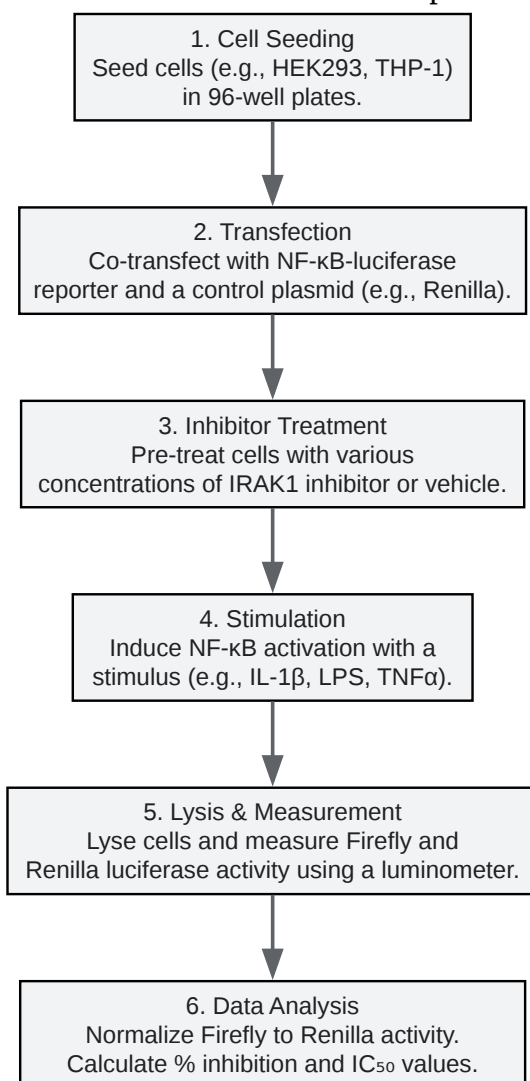 1. Cell Seeding
Seed cells (e.g., HEK293, THP-1)
in 96-well plates.
2. Transfection
Co-transfect with NF-κB-luciferase
reporter and a control plasmid (e.g., Renilla).
3. Inhibitor Treatment
Pre-treat cells with various
concentrations of IRAK1 inhibitor or vehicle.
4. Stimulation
Induce NF-κB activation with a
stimulus (e.g., IL-1β, LPS, TNFα).
5. Lysis & Measurement
Lyse cells and measure Firefly and
Renilla luciferase activity using a luminometer.
6. Data Analysis
Normalize Firefly to Renilla activity.
Calculate % inhibition and IC₅₀ values.